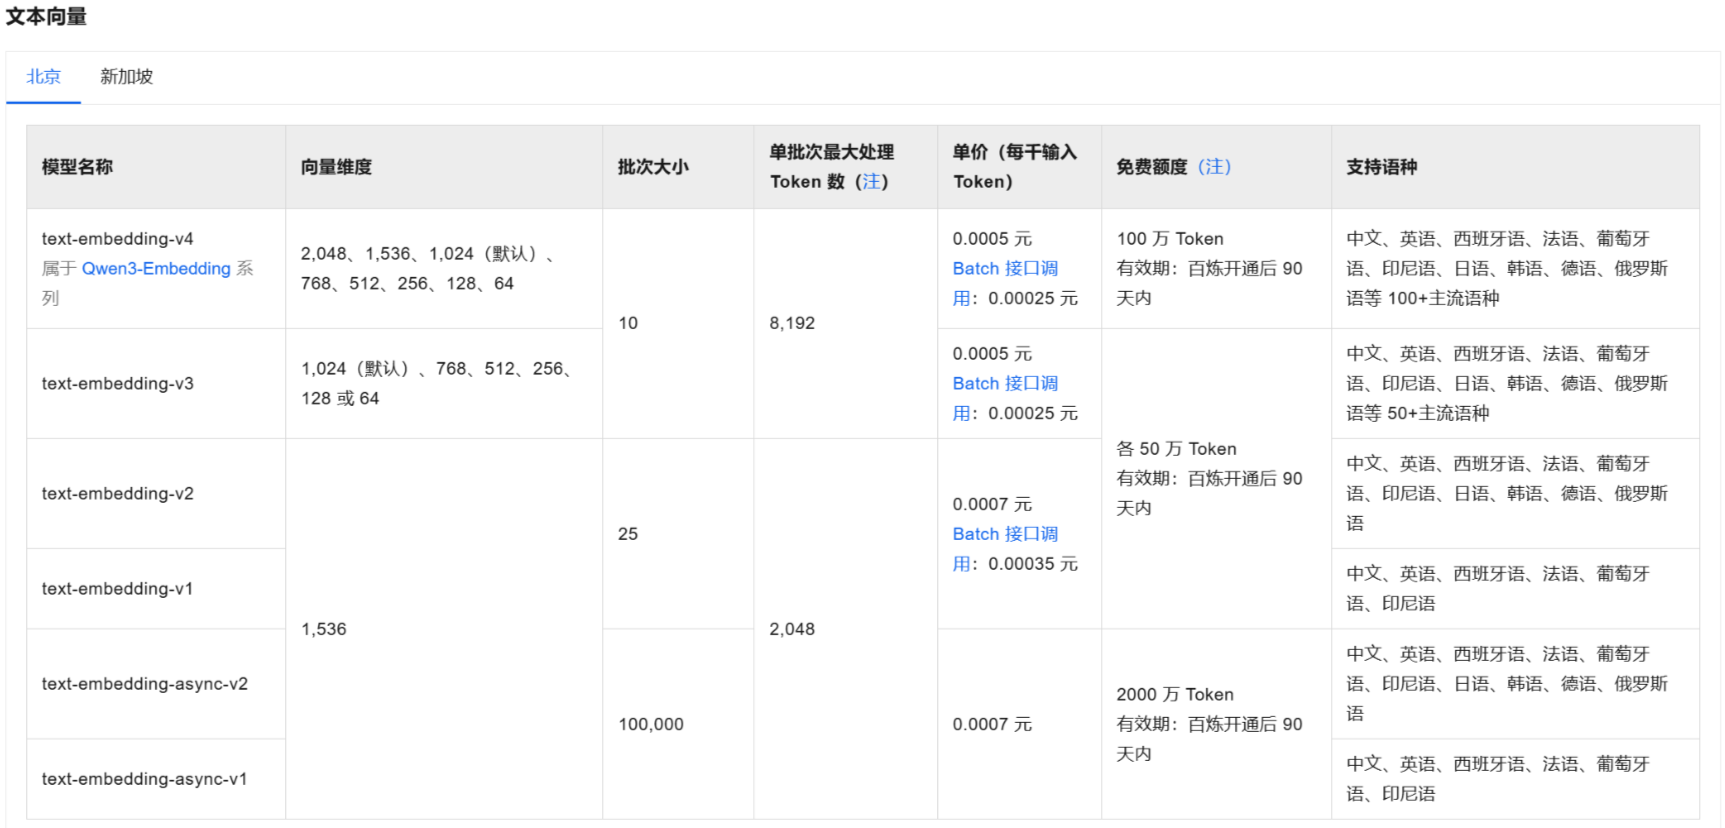 文本向量
北京
新加坡
模型名称
向量维度
批次大小
单批次最大处理
Token 数（注）
单价（每千输入
Token）
免费额度（注）
支持语种
text-embedding-v4
属于 Qwen3-Embedding 系
列
2,048、1,536、1,024（默认）、
768、512、256、128、64
10
8,192
0.0005 元
Batch 接口调
用：0.00025 元
100 万 Token
有效期：百炼开通后 90
天内
中文、英语、西班牙语、法语、葡萄牙
语、印尼语、日语、韩语、德语、俄罗斯
语等 100+主流语种
text-embedding-v3
1,024（默认）、768、512、256、
128 或 64
0.0005 元
Batch 接口调
用：0.00025 元
各 50 万 Token
有效期：百炼开通后 90
天内
中文、英语、西班牙语、法语、葡萄牙
语、印尼语、日语、韩语、德语、俄罗斯
语等 50+主流语种
text-embedding-v2
1,536
25
2,048
0.0007 元
Batch 接口调
用：0.00035 元
中文、英语、西班牙语、法语、葡萄牙
语、印尼语、日语、韩语、德语、俄罗斯
语
text-embedding-v1
中文、英语、西班牙语、法语、葡萄牙
语、印尼语
text-embedding-async-v2
100,000
0.0007 元
2000 万 Token
有效期：百炼开通后 90
天内
中文、英语、西班牙语、法语、葡萄牙
语、印尼语、日语、韩语、德语、俄罗斯
语
text-embedding-async-v1
中文、英语、西班牙语、法语、葡萄牙
语、印尼语